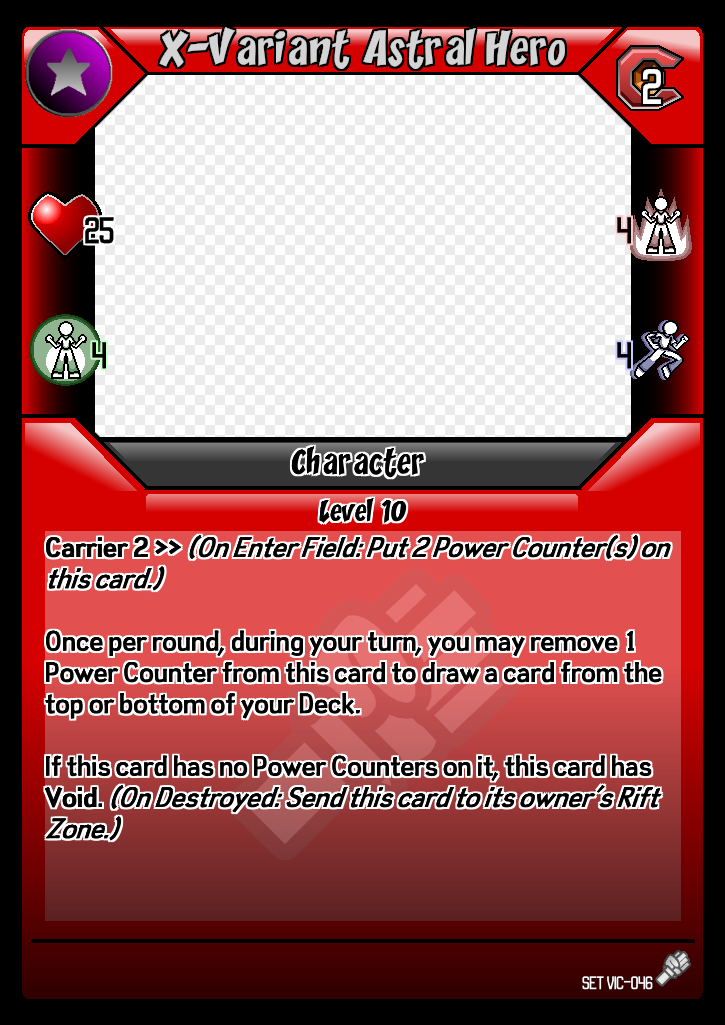 X-Variant Astral Hero
C 2
25
4
4
4
Character
Level 10
Carrier 2 >> (On Enter Field: Put 2 Power Counter(s) on
this card.)
Once per round, during your turn, you may remove 1
Power Counter from this card to draw a card from the
top or bottom of your Deck.
If this card has no Power Counters on it, this card has
Void. (On Destroyed: Send this card to its owner's Rift
Zone.)
SET VIC-046